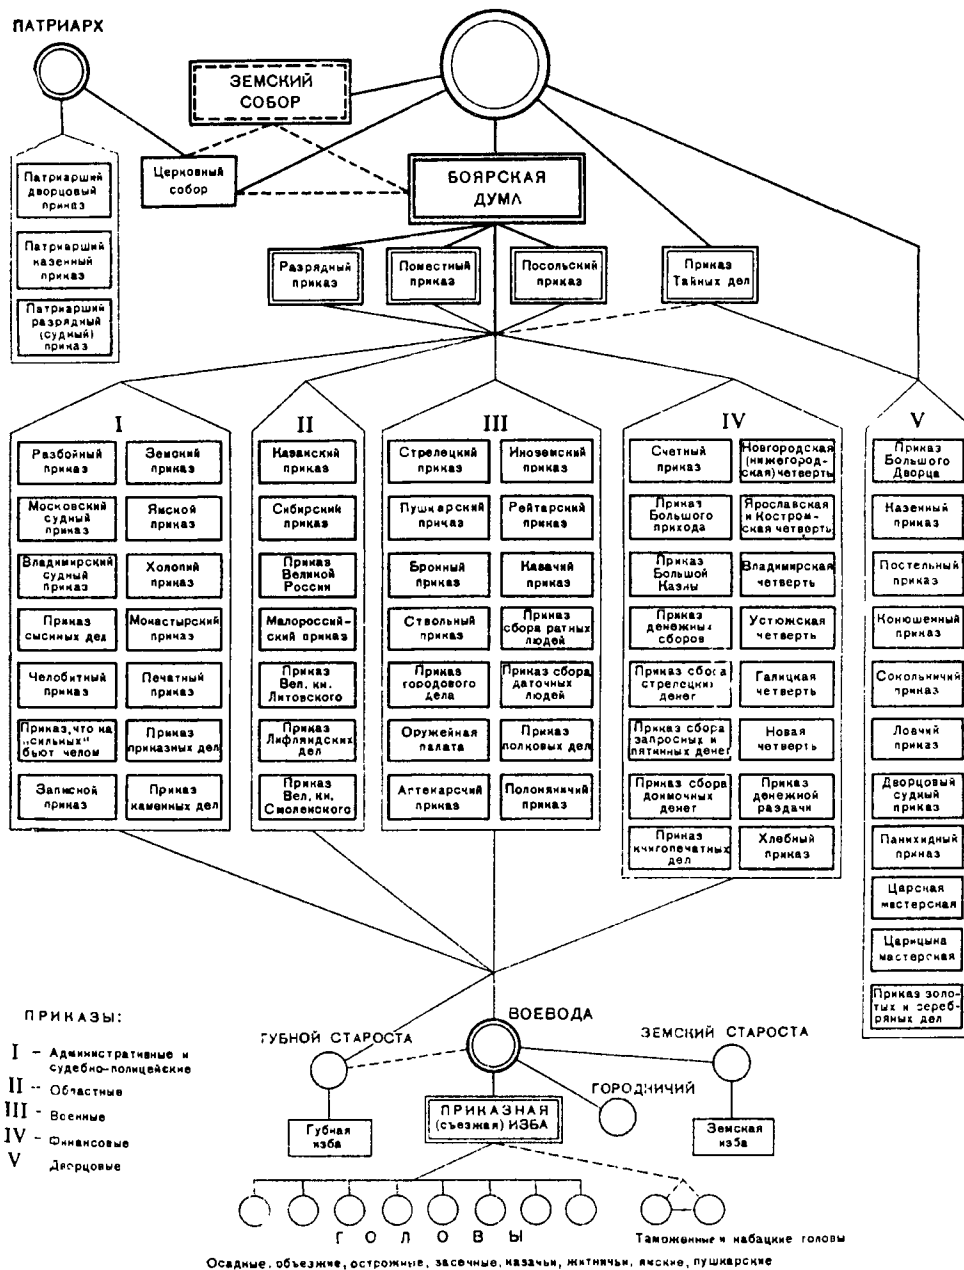 ПАТРИАРХ
ЗЕМСКИЙ
СОБОР
Патриарший
дворцовый
приказ
Патриарший
казенный
приказ
Патриарший
разрядный
(судный)
приказ
Церковный
собор
БОЯРСКАЯ
ДУМА
Разрядный
приказ
Поместный
приказ
Посольский
приказ
Приказ
Тайных дел
I
Разбойный
приказ
Земский
приказ
Московский
судный
приказ
Ямской
приказ
Владимирский
судный
приказ
Холопий
приказ
Приказ
сыскных дел
Монастырский
приказ
Челобитный
приказ
Печатный
приказ
Приказ, что на
„сильных"
бьют челом
Приказ
приказных дел
Записной
приказ
Приказ
каменных дел
II
Казанский
приказ
Сибирский
приказ
Приказ
Великой
России
Малороссий-
ский приказ
Приказ
Вел. кн.
Литовского
Приказ
Лифляндских
дел
Приказ
Вел. кн.
Смоленского
III
Стрелецкий
приказ
Иноземский
приказ
Пушкарский
приказ
Рейтарский
приказ
Бронный
приказ
Казачий
приказ
Ствольный
приказ
Приказ
сбора ратных
людей
Приказ
городового
дела
Приказ сбора
даточных
людей
Оружейная
палата
Приказ
полковых дел
Аптекарский
приказ
Полоняничий
приказ
IV
Счетный
приказ
Новгородская
(нижегород-
ская) четверть
Приказ
Большого
прихода
Ярославская
и Костром-
ская четверть
Приказ
Большой
Казны
Владимирская
четверть
Приказ
денежных
сборов
Устюжская
четверть
Приказ сбора
стрелецких
денег
Галицкая
четверть
Приказ сбора
запросных и
пятинных денег
Новая
четверть
Приказ сбора
доимочных
денег
Приказ
денежной
раздачи
Приказ
книгопечатных
дел
Хлебный
приказ
V
Приказ
Большого
Дворца
Казенный
приказ
Постельный
приказ
Конюшенный
приказ
Сокольничий
приказ
Ловчий
приказ
Дворцовый
судный
приказ
Панихидный
приказ
Царская
мастерская
Царицына
мастерская
Приказ золо-
тых и сереб-
ряных дел
ПРИКАЗЫ:
I – Административные и
судебно-полицейские
II – Областные
III – Военные
IV – Финансовые
V Дворцовые
ВОЕВОДА
ГУБНОЙ СТАРОСТА
ЗЕМСКИЙ СТАРОСТА
ГОРОДНИЧИЙ
Губная
изба
ПРИКАЗНАЯ
(съезжая) ИЗБА
Земская
изба
ГОЛОВЫ
Таможенные и кабацкие головы
Осадные, объезжие, острожные, засечные, казачьи, житничьи, ямские, пушкарские